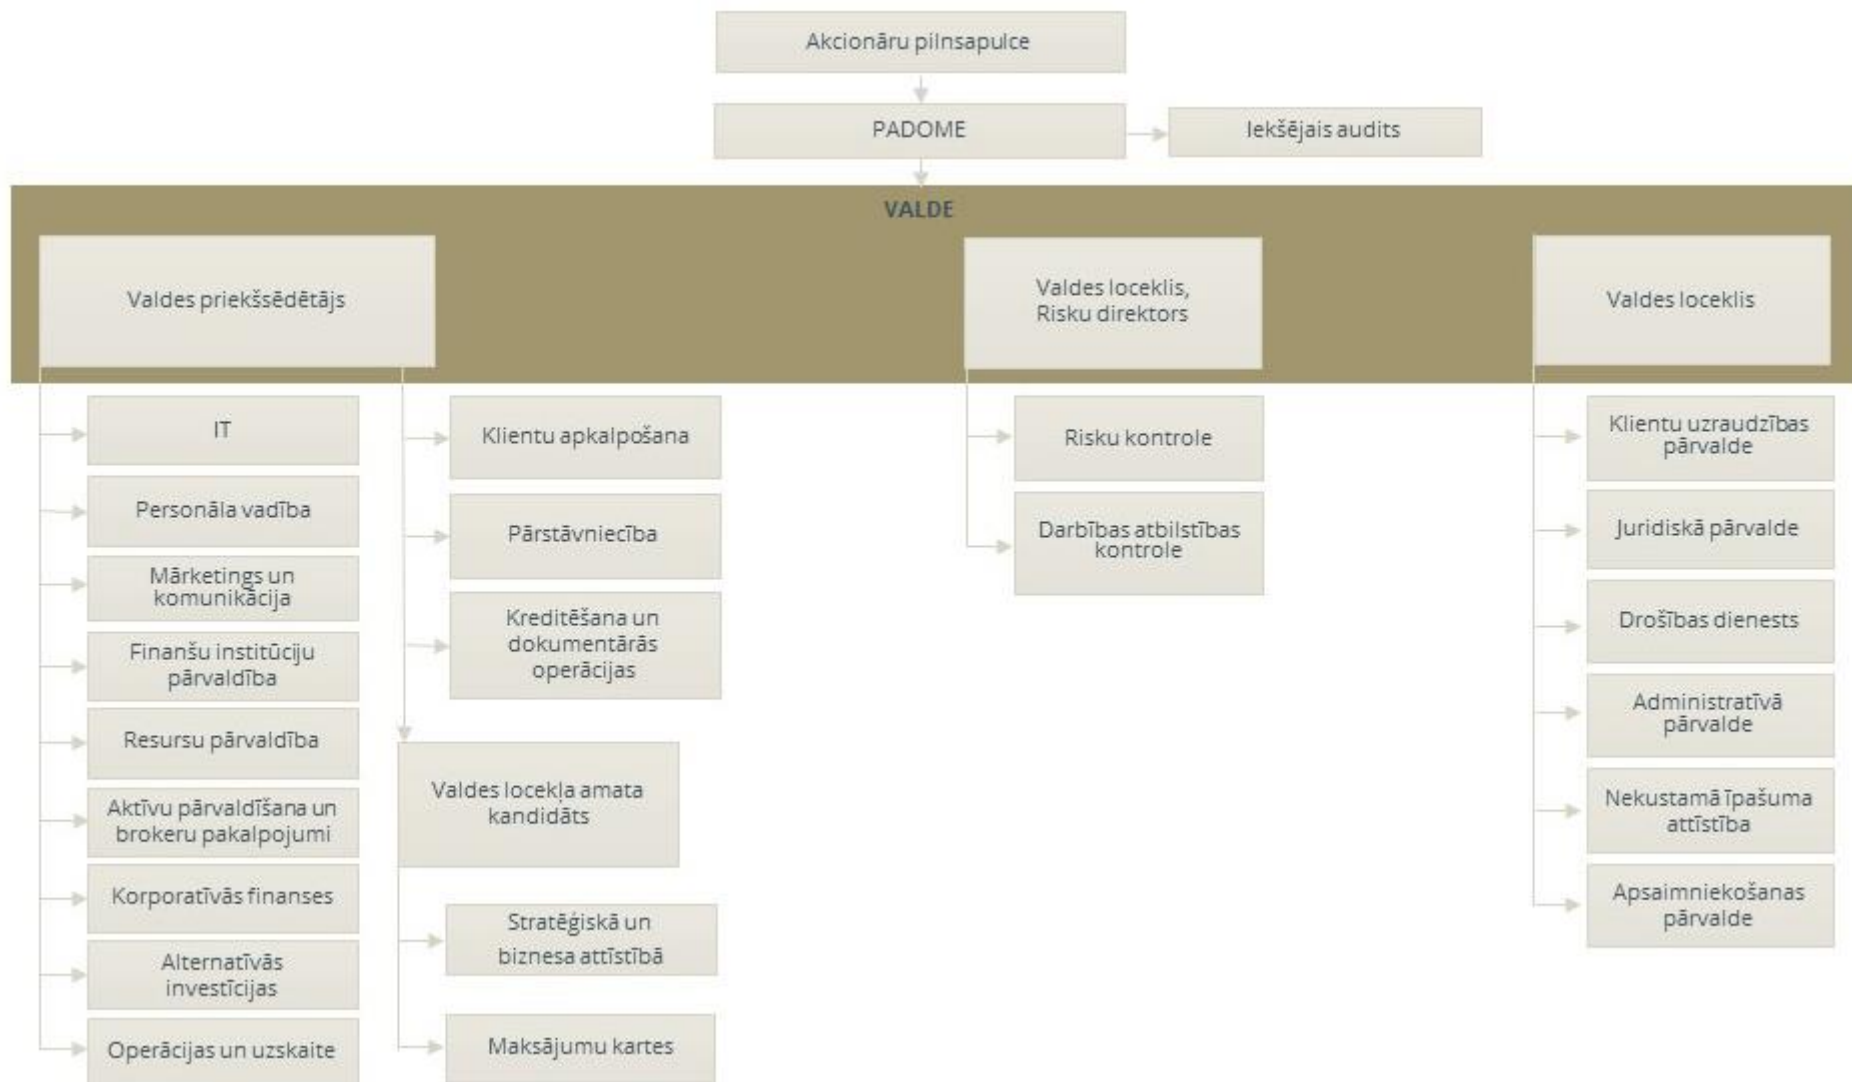 Akcionāru pilnsapulce
PADOME
Iekšējais audits
VALDE
Valdes priekšsēdētājs
IT
Personāla vadība
Mārketings un
komunikācija
Finanšu institūciju
pārvaldība
Resursu pārvaldība
Aktīvu pārvaldīšana un
brokeru pakalpojumi
Korporatīvās finanses
Alternatīvās
investīcijas
Operācijas un uzskaite
Klientu apkalpošana
Pārstāvniecība
Kreditēšana un
dokumentārās
operācijas
Valdes locekļa amata
kandidāts
Stratēģiskā un
biznesa attīstībā
Maksājumu kartes
Valdes loceklis,
Risku direktors
Risku kontrole
Darbības atbilstības
kontrole
Valdes loceklis
Klientu uzraudzības
pārvalde
Juridiskā pārvalde
Drošības dienests
Administratīvā
pārvalde
Nekustamā īpašuma
attīstība
Apsaimniekošanas
pārvalde